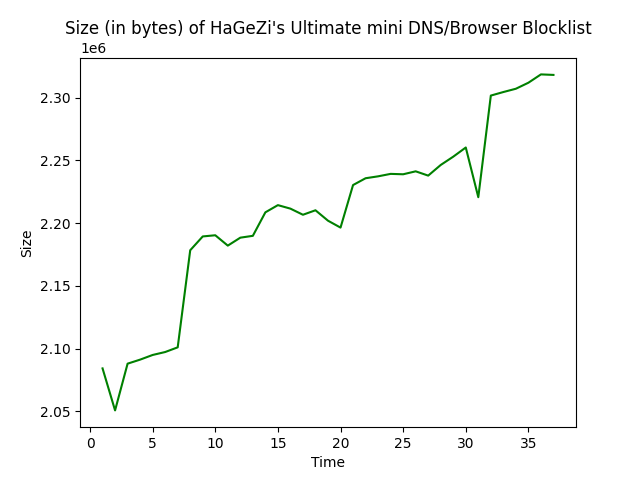 Size (in bytes) of HaGeZi's Ultimate mini DNS/Browser Blocklist
1e6
2.30
2.25
2.20
2.15
2.10
2.05
Size
0 5 10 15 20 25 30 35
Time